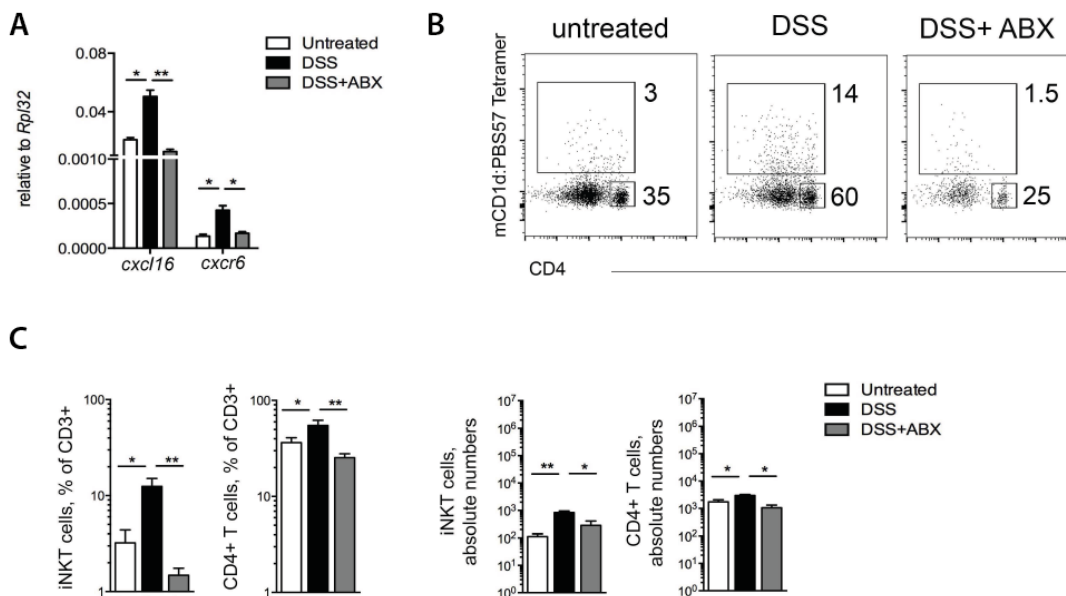 A
Untreated
DSS
DSS+ABX
relative to Rpl32
0.08
0.04
0.0010
0.0005
0.0000
* **
* *
cxcl16 cxcr6
B
untreated DSS DSS+ ABX
mCD1d:PBS57 Tetramer
3 14 1.5
35 60 25
CD4
C
iNKT cells, % of CD3+
100
10
1
* **
CD4+ T cells, % of CD3+
100
10
1
* **
iNKT cells,
absolute numbers
10⁷
10⁶
10⁵
10⁴
10³
10²
10¹
10⁰
** *
CD4+ T cells,
absolute numbers
10⁷
10⁶
10⁵
10⁴
10³
10²
10¹
10⁰
* *
Untreated
DSS
DSS+ABX